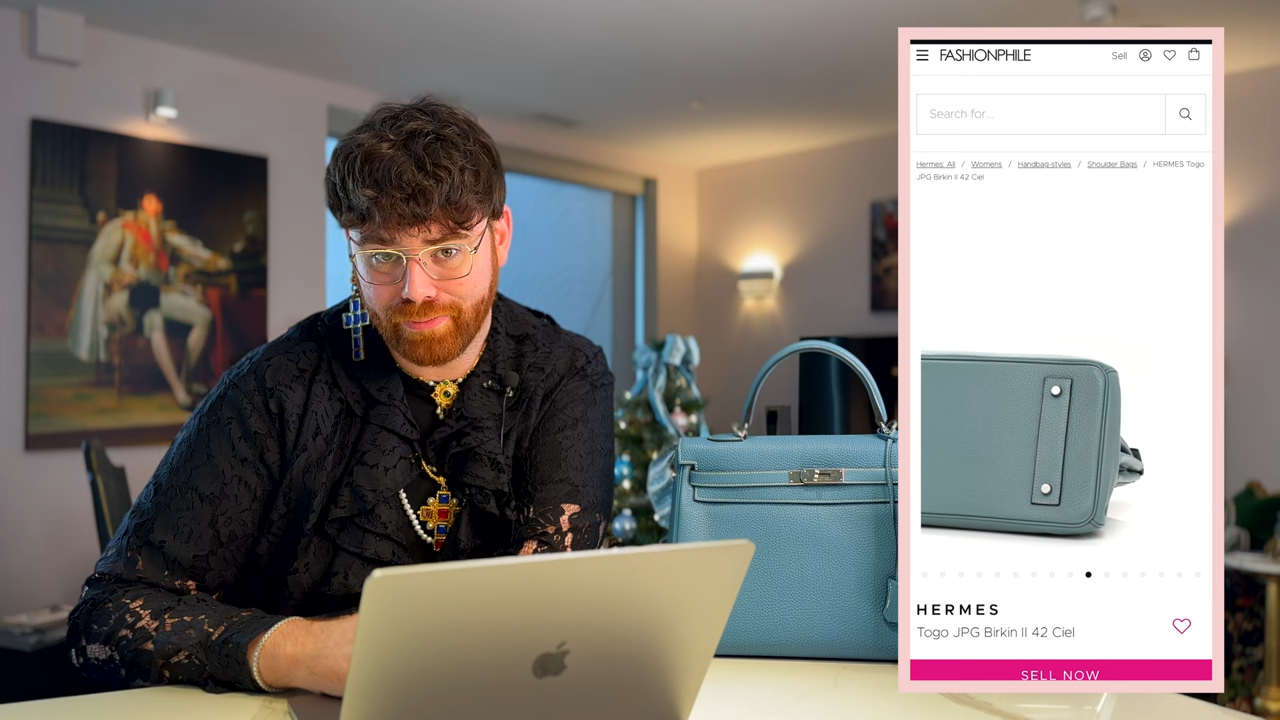 FASHIONPHILE
Sell
Search for...
Hermes: All / Womens / Handbag-styles / Shoulder Bags / HERMES Togo
JPG Birkin II 42 Ciel
HERMES
Togo JPG Birkin II 42 Ciel
SELL NOW